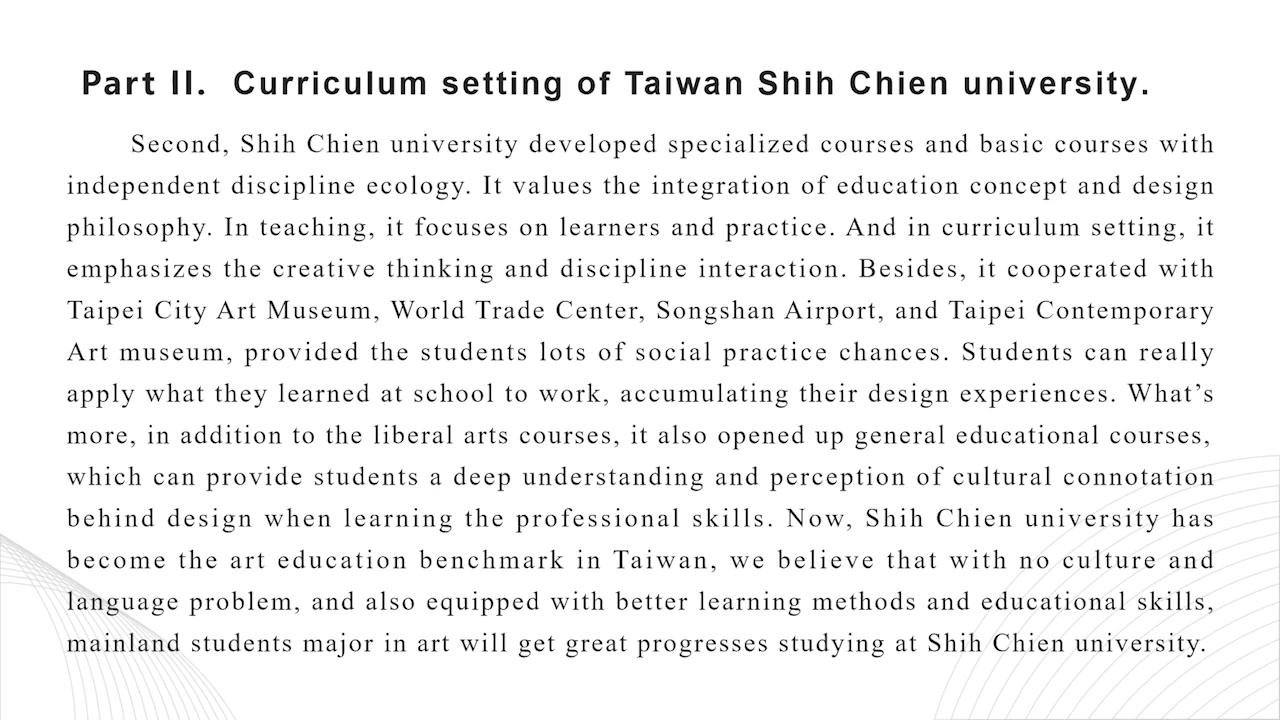 Part II. Curriculum setting of Taiwan Shih Chien university.
Second, Shih Chien university developed specialized courses and basic courses with
independent discipline ecology. It values the integration of education concept and design
philosophy. In teaching, it focuses on learners and practice. And in curriculum setting, it
emphasizes the creative thinking and discipline interaction. Besides, it cooperated with
Taipei City Art Museum, World Trade Center, Songshan Airport, and Taipei Contemporary
Art museum, provided the students lots of social practice chances. Students can really
apply what they learned at school to work, accumulating their design experiences. What’s
more, in addition to the liberal arts courses, it also opened up general educational courses,
which can provide students a deep understanding and perception of cultural connotation
behind design when learning the professional skills. Now, Shih Chien university has
become the art education benchmark in Taiwan, we believe that with no culture and
language problem, and also equipped with better learning methods and educational skills,
mainland students major in art will get great progresses studying at Shih Chien university.